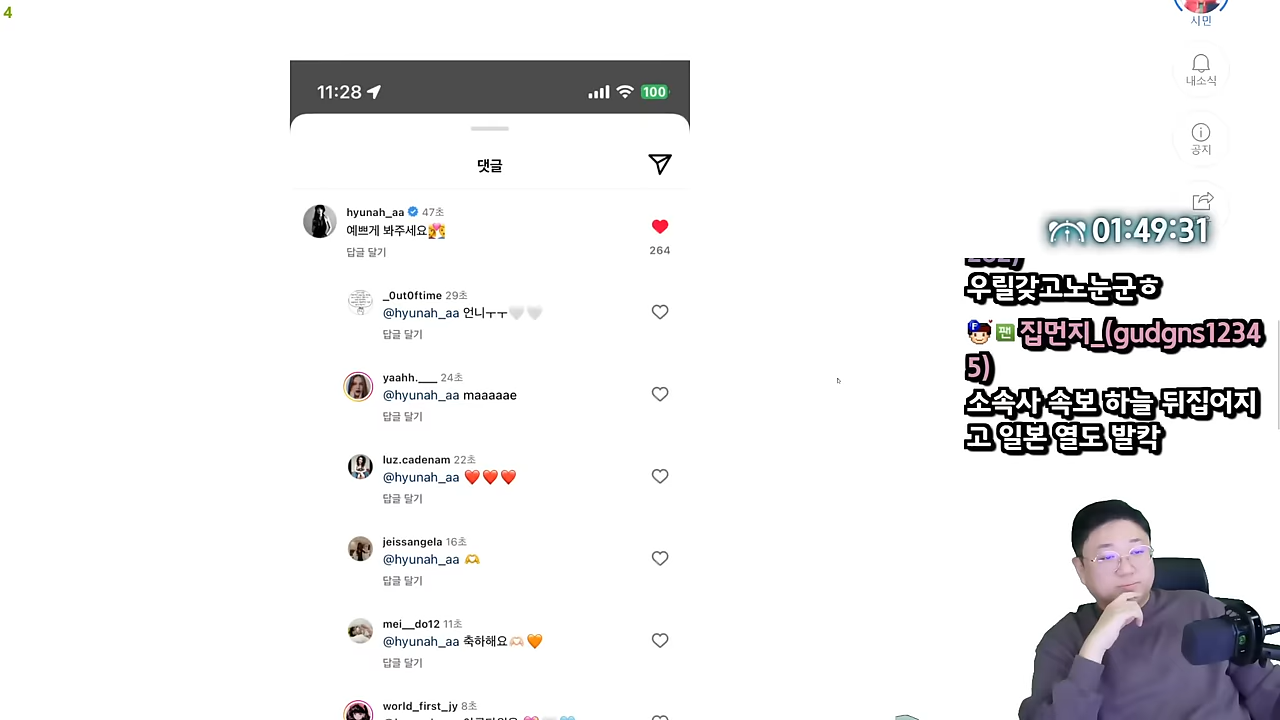 4
시민
내소식
공지
11:28
100
댓글
hyunah_aa 47초
예쁘게 봐주세요
답글 달기
264
_0ut0ftime 29초
@hyunah_aa 언니ㅜㅜ
답글 달기
yaahh.___ 24초
@hyunah_aa maaaaae
답글 달기
luz.cadenam 22초
@hyunah_aa
답글 달기
jeissangela 16초
@hyunah_aa
답글 달기
mei__do12 11초
@hyunah_aa 축하해요
답글 달기
world_first_jy 8초
01:49:31
우릴갖고노눈군ㅎ
팬 집먼지_(gudgns1234
5)
소속사 속보 하늘 뒤집어지
고 일본 열도 발칵